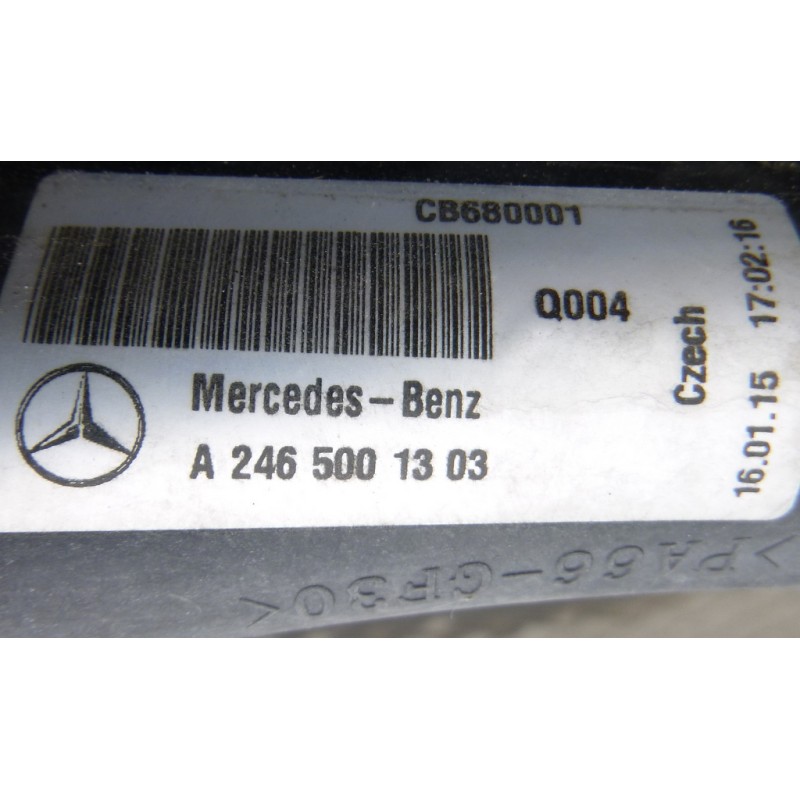 CB680001
Q004
Mercedes-Benz
A 246 500 13 03
Czech
16.01.15 17:02:16
>PA66-GF30<